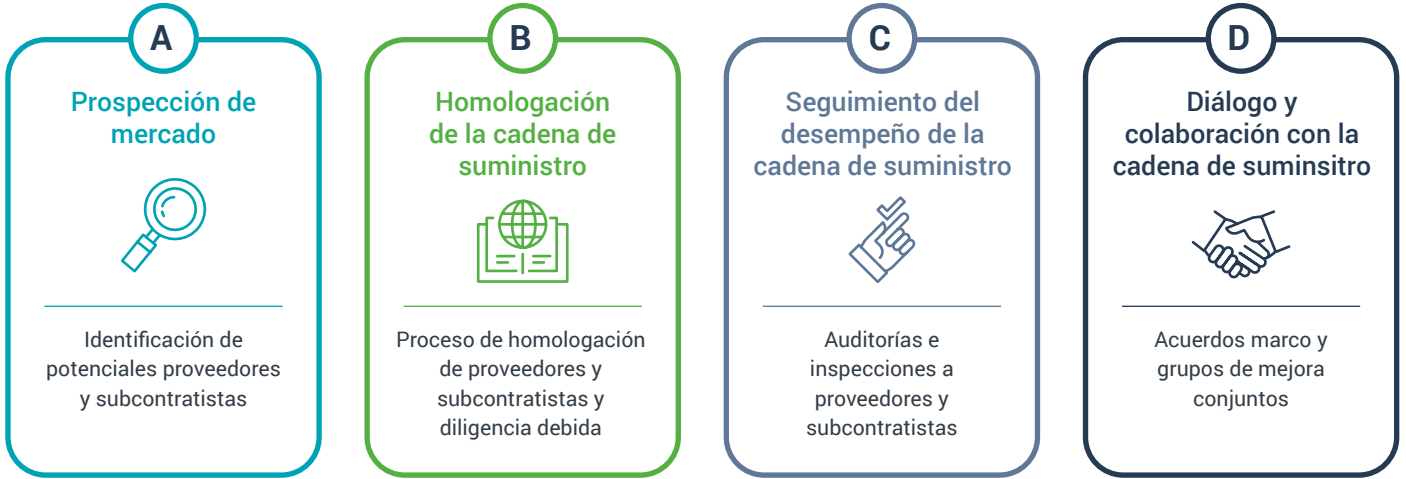 A
Prospección de
mercado
Identificación de
potenciales proveedores
y subcontratistas
B
Homologación
de la cadena de
suministro
Proceso de homologación
de proveedores y
subcontratistas y
diligencia debida
C
Seguimiento del
desempeño de la
cadena de suministro
Auditorías e
inspecciones a
proveedores y
subcontratistas
D
Diálogo y
colaboración con la
cadena de suminsitro
Acuerdos marco y
grupos de mejora
conjuntos